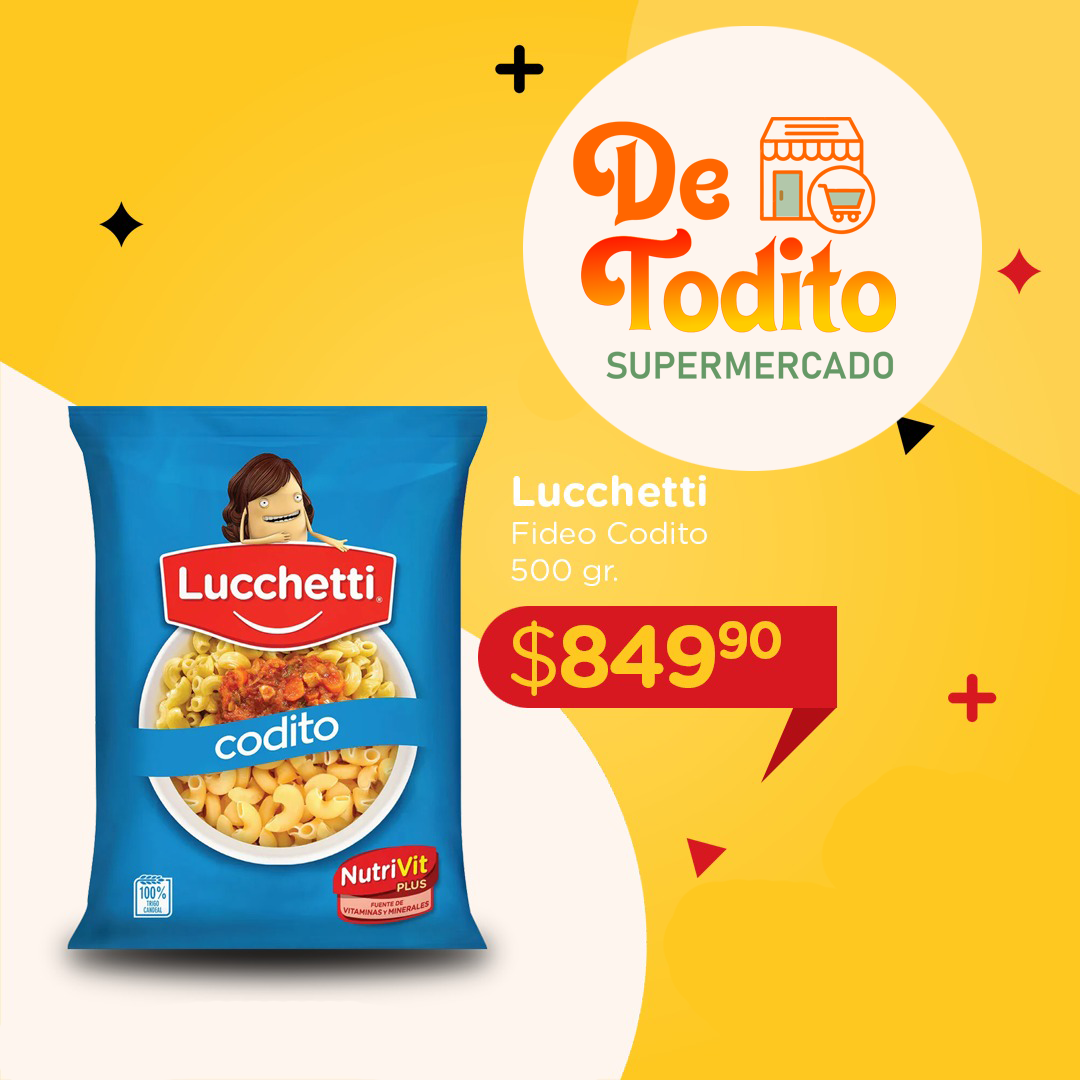 De
Todito
SUPERMERCADO
Lucchetti
Fideo Codito
500 gr.
$849⁹⁰
Lucchetti®
codito
NutriVit
PLUS
FUENTE DE
VITAMINAS Y MINERALES
100%
TRIGO
CANDEAL